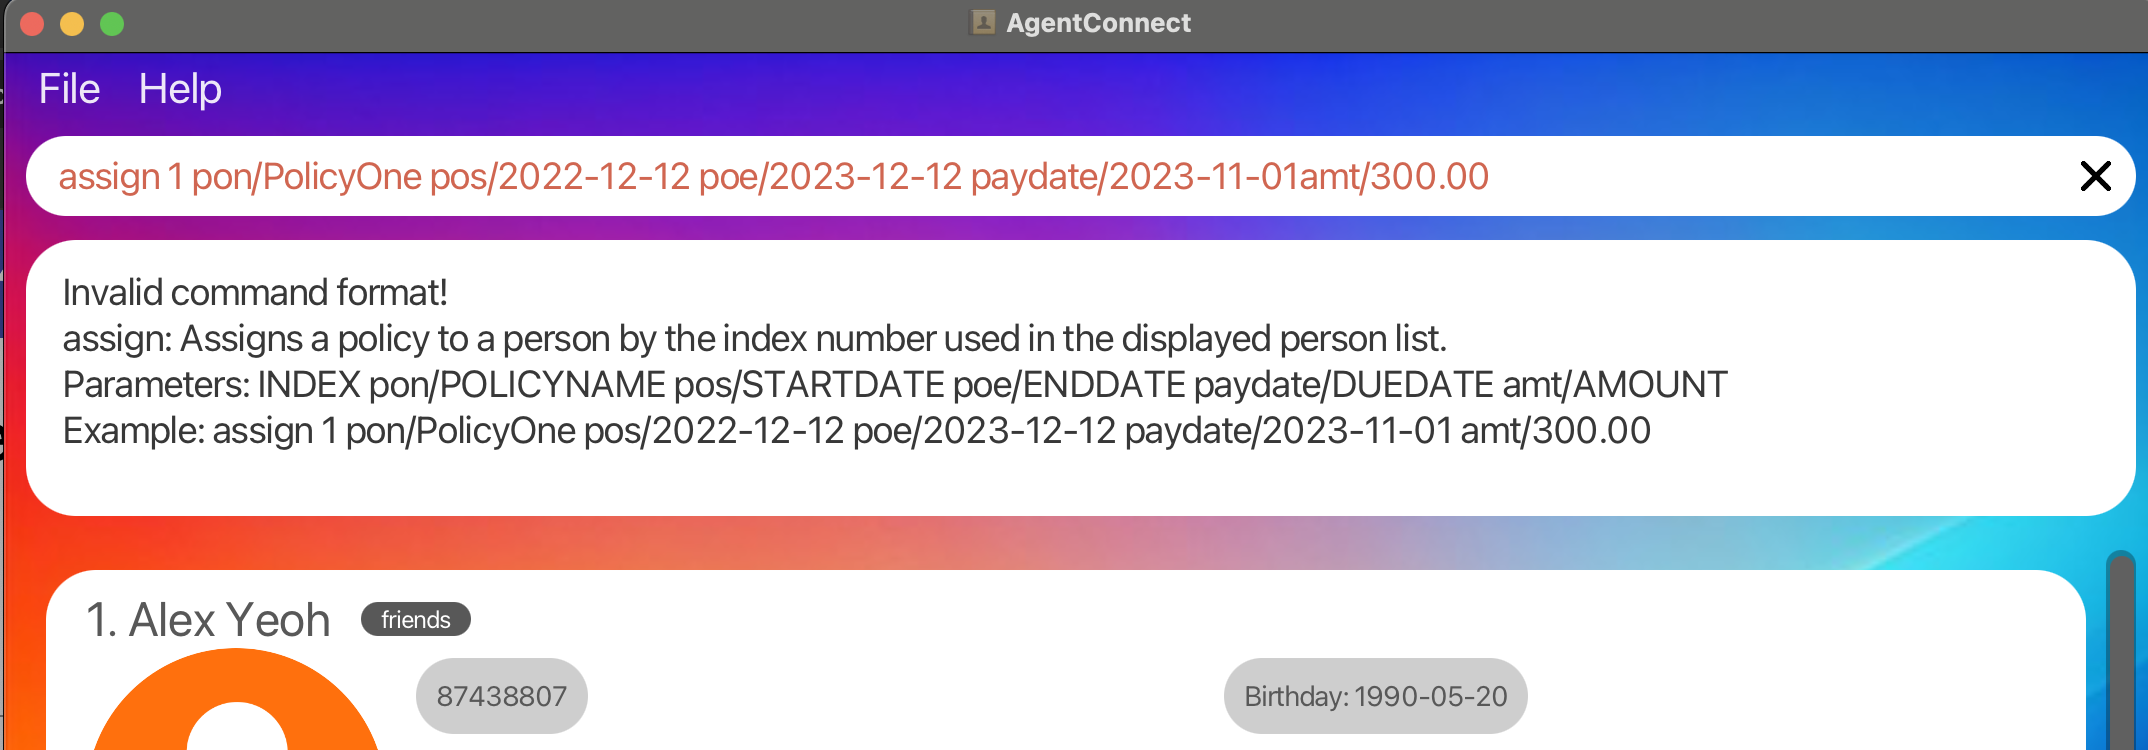 AgentConnect
File Help
assign 1 pon/PolicyOne pos/2022-12-12 poe/2023-12-12 paydate/2023-11-01amt/300.00
Invalid command format!
assign: Assigns a policy to a person by the index number used in the displayed person list.
Parameters: INDEX pon/POLICYNAME pos/STARTDATE poe/ENDDATE paydate/DUEDATE amt/AMOUNT
Example: assign 1 pon/PolicyOne pos/2022-12-12 poe/2023-12-12 paydate/2023-11-01 amt/300.00
1. Alex Yeoh friends
87438807 Birthday: 1990-05-20